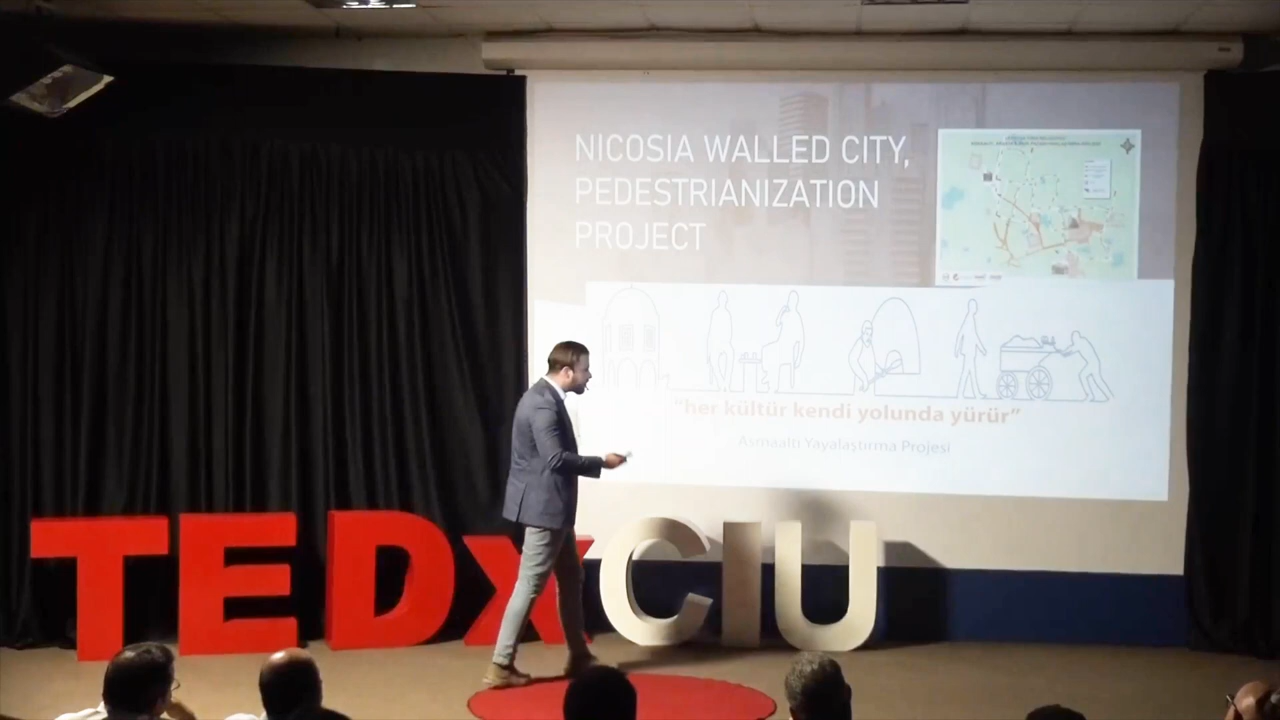 NICOSIA WALLED CITY,
PEDESTRIANIZATION
PROJECT
"her kültür kendi yolunda yürür"
Asmaaltı Yayalaştırma Projesi
TEDxCIU